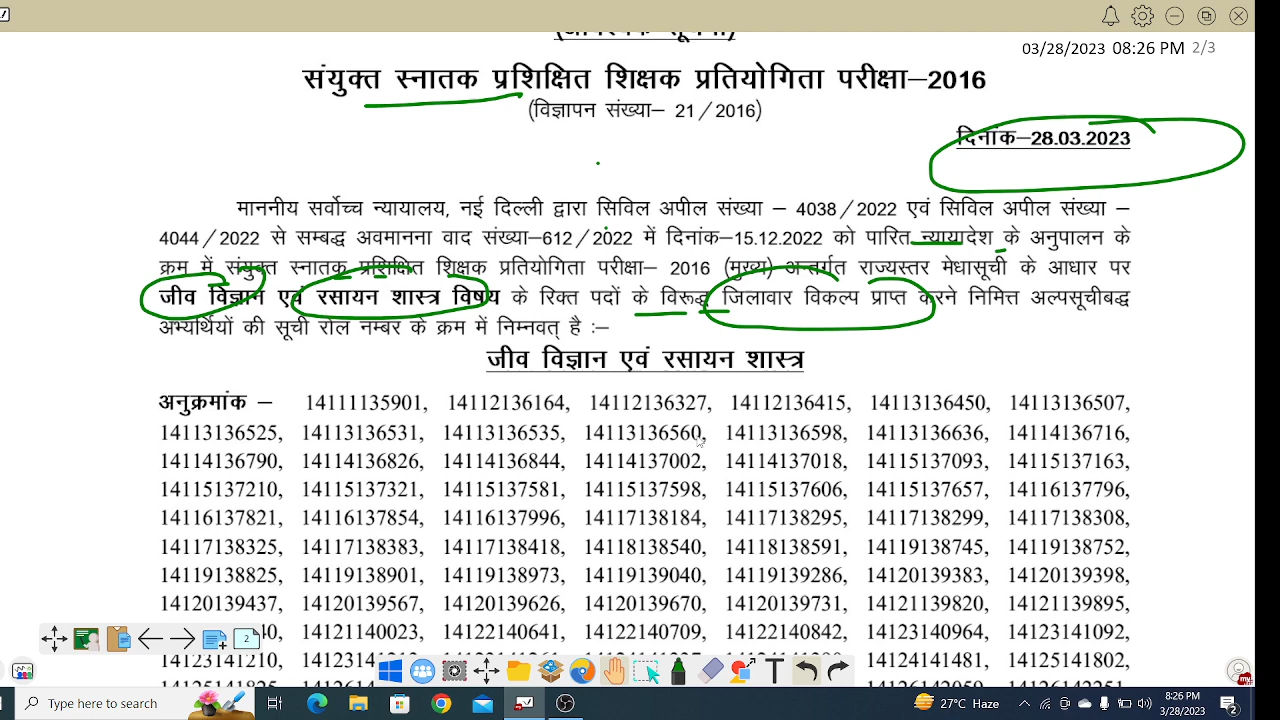 03/28/2023 08:26 PM 2/3
संयुक्त स्नातक प्रशिक्षित शिक्षक प्रतियोगिता परीक्षा–2016
(विज्ञापन संख्या– 21/2016)
दिनांक–28.03.2023
माननीय सर्वोच्च न्यायालय, नई दिल्ली द्वारा सिविल अपील संख्या – 4038/2022 एवं सिविल अपील संख्या –
4044/2022 से सम्बद्ध अवमानना वाद संख्या–612/2022 में दिनांक–15.12.2022 को पारित न्यायादेश के अनुपालन के
क्रम में संयुक्त स्नातक प्रशिक्षित शिक्षक प्रतियोगिता परीक्षा– 2016 (मुख्य) अन्तर्गत राज्यस्तर मेधासूची के आधार पर
जीव विज्ञान एवं रसायन शास्त्र विषय के रिक्त पदों के विरूद्ध जिलावार विकल्प प्राप्त करने निमित्त अल्पसूचीबद्ध
अभ्यर्थियों की सूची रोल नम्बर के क्रम में निम्नवत् है :–
जीव विज्ञान एवं रसायन शास्त्र
अनुक्रमांक – 14111135901, 14112136164, 14112136327, 14112136415, 14113136450, 14113136507,
14113136525, 14113136531, 14113136535, 14113136560, 14113136598, 14113136636, 14114136716,
14114136790, 14114136826, 14114136844, 14114137002, 14114137018, 14115137093, 14115137163,
14115137210, 14115137321, 14115137581, 14115137598, 14115137606, 14115137657, 14116137796,
14116137821, 14116137854, 14116137996, 14117138184, 14117138295, 14117138299, 14117138308,
14117138325, 14117138383, 14117138418, 14118138540, 14118138591, 14119138745, 14119138752,
14119138825, 14119138901, 14119138973, 14119139040, 14119139286, 14120139383, 14120139398,
14120139437, 14120139567, 14120139626, 14120139670, 14120139731, 14121139820, 14121139895,
40, 14121140023, 14122140641, 14122140709, 14122140842, 14123140964, 14123141092,
14123141210, 14124141481, 14125141802,
2
Type here to search
27°C Haze
8:26 PM
3/28/2023
2